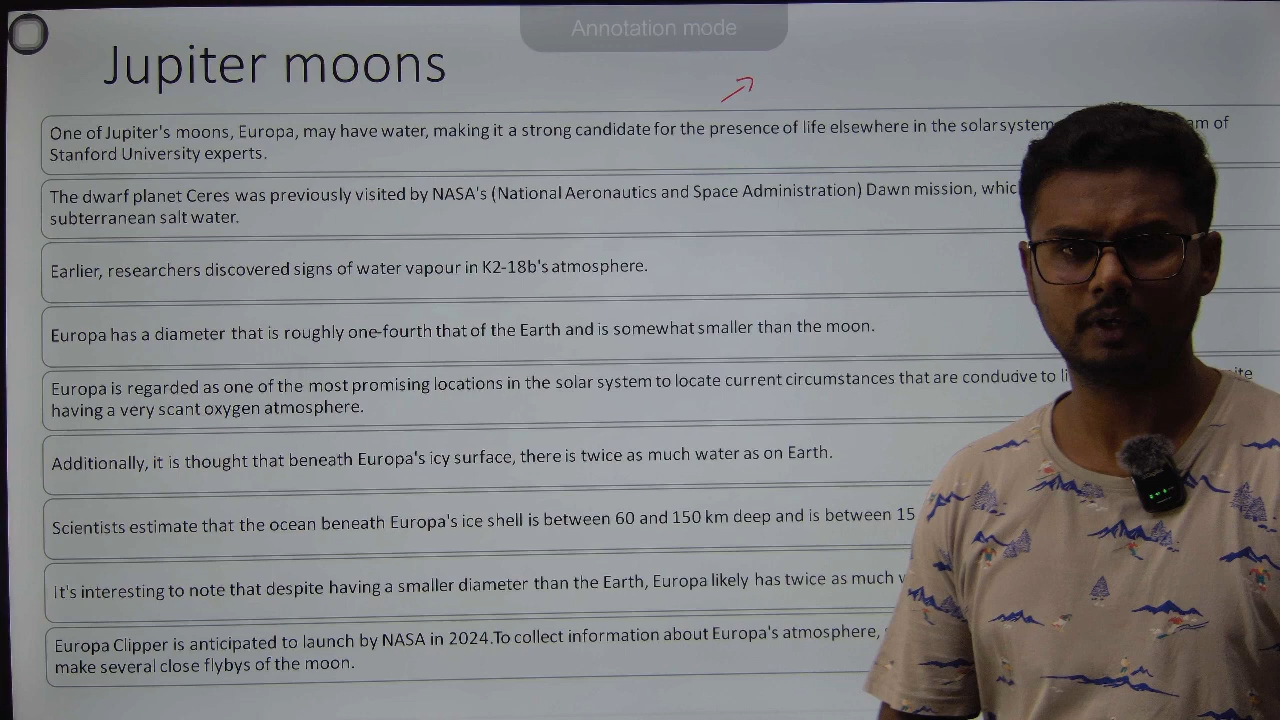 Annotation mode
Jupiter moons
One of Jupiter's moons, Europa, may have water, making it a strong candidate for the presence of life elsewhere in the solar system of
Stanford University experts.
The dwarf planet Ceres was previously visited by NASA's (National Aeronautics and Space Administration) Dawn mission,
subterranean salt water.
Earlier, researchers discovered signs of water vapour in K2-18b's atmosphere.
Europa has a diameter that is roughly one-fourth that of the Earth and is somewhat smaller than the moon.
Europa is regarded as one of the most promising locations in the solar system to locate current circumstances that are conducive to
having a very scant oxygen atmosphere.
Additionally, it is thought that beneath Europa's icy surface, there is twice as much water as on Earth.
Scientists estimate that the ocean beneath Europa's ice shell is between 60 and 150 km deep and is between 15
It's interesting to note that despite having a smaller diameter than the Earth, Europa likely has twice as much
Europa Clipper is anticipated to launch by NASA in 2024.To collect information about Europa's atmosphere,
make several close flybys of the moon.